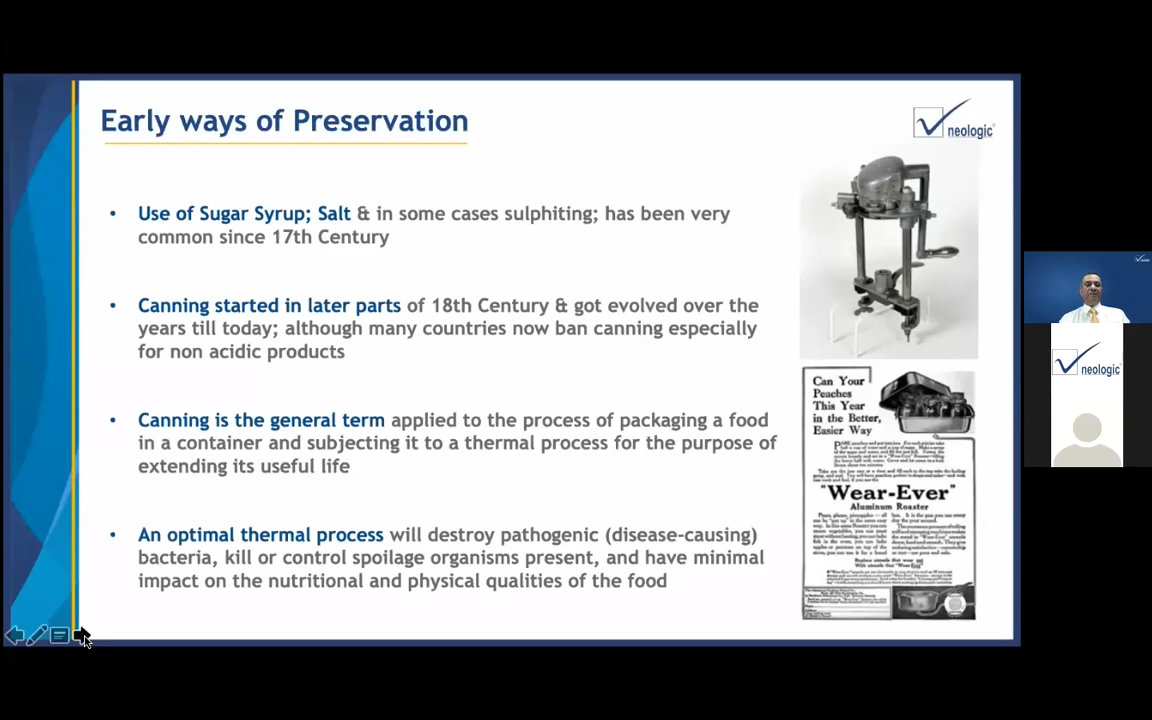 Early ways of Preservation
neologic
• Use of Sugar Syrup; Salt & in some cases sulphiting; has been very
common since 17th Century
• Canning started in later parts of 18th Century & got evolved over the
years till today; although many countries now ban canning especially
for non acidic products
• Canning is the general term applied to the process of packaging a food
in a container and subjecting it to a thermal process for the purpose of
extending its useful life
• An optimal thermal process will destroy pathogenic (disease-causing)
bacteria, kill or control spoilage organisms present, and have minimal
impact on the nutritional and physical qualities of the food
Can Your
Peaches
This Year
in the Better,
Easier Way
"Wear-Ever"
Aluminum Roaster
neologic